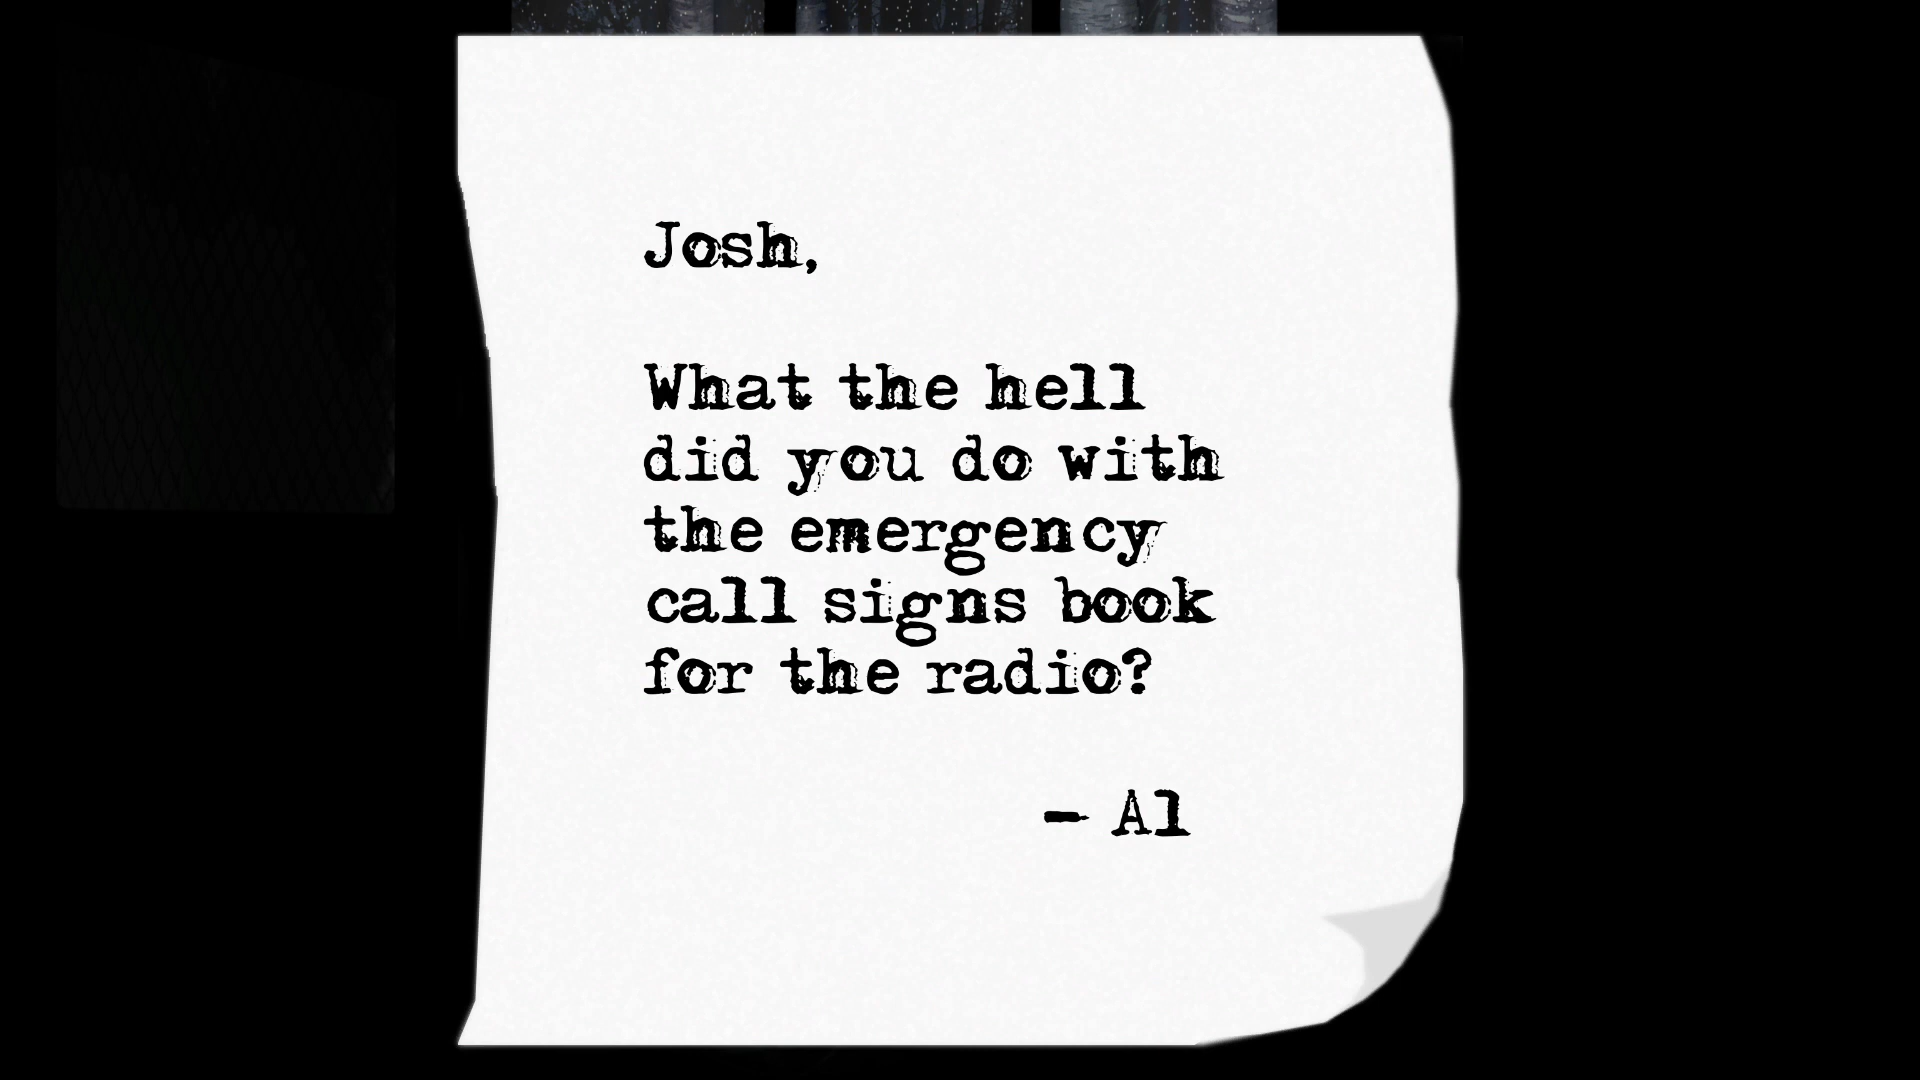 Josh,
What the hell
did you do with
the emergency
call signs book
for the radio?
— Al